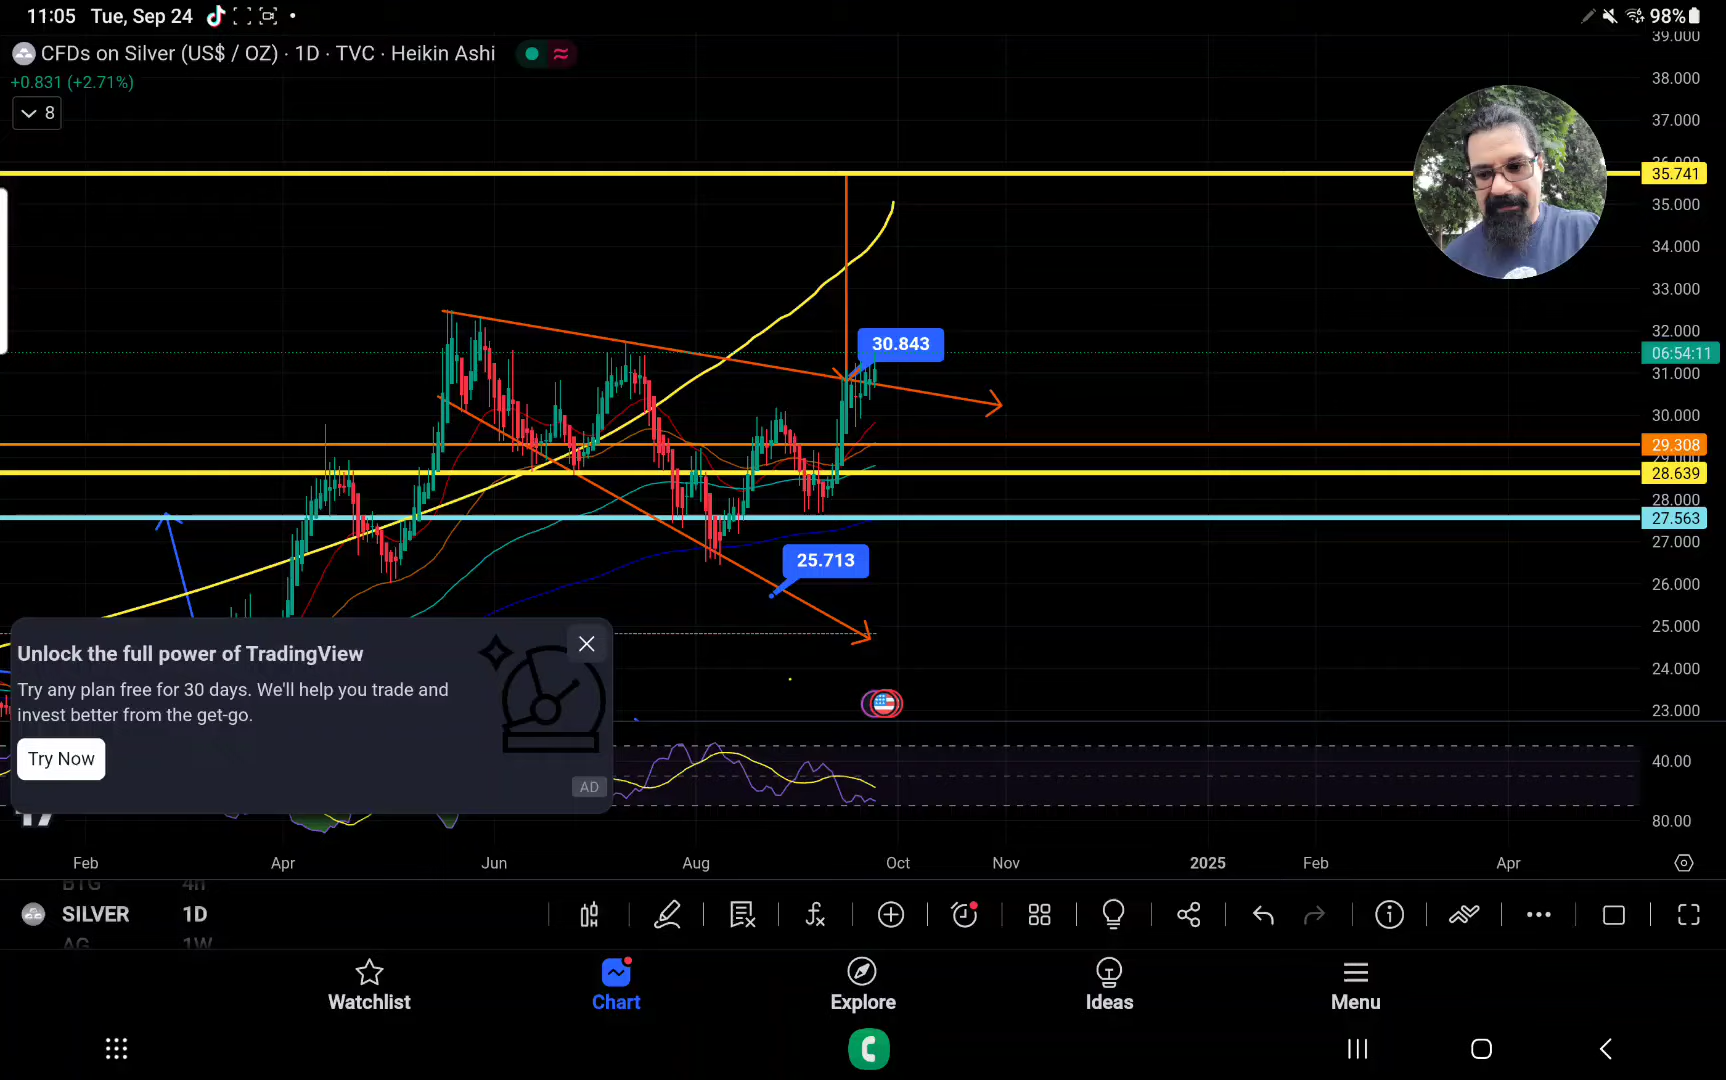 11:05 Tue, Sep 24
98%
CFDs on Silver (US$ / OZ) · 1D · TVC · Heikin Ashi
+0.831 (+2.71%)
8
39.000
38.000
37.000
36.000
35.741
35.000
34.000
33.000
32.000
06:54:11
31.000
30.000
29.308
29.000
28.639
28.000
27.563
27.000
26.000
25.000
24.000
23.000
40.00
80.00
30.843
25.713
Unlock the full power of TradingView
Try any plan free for 30 days. We'll help you trade and
invest better from the get-go.
Try Now
AD
Feb Apr Jun Aug Oct Nov 2025 Feb Apr
BTG 4h
SILVER 1D
AG 1W
Watchlist Chart Explore Ideas Menu